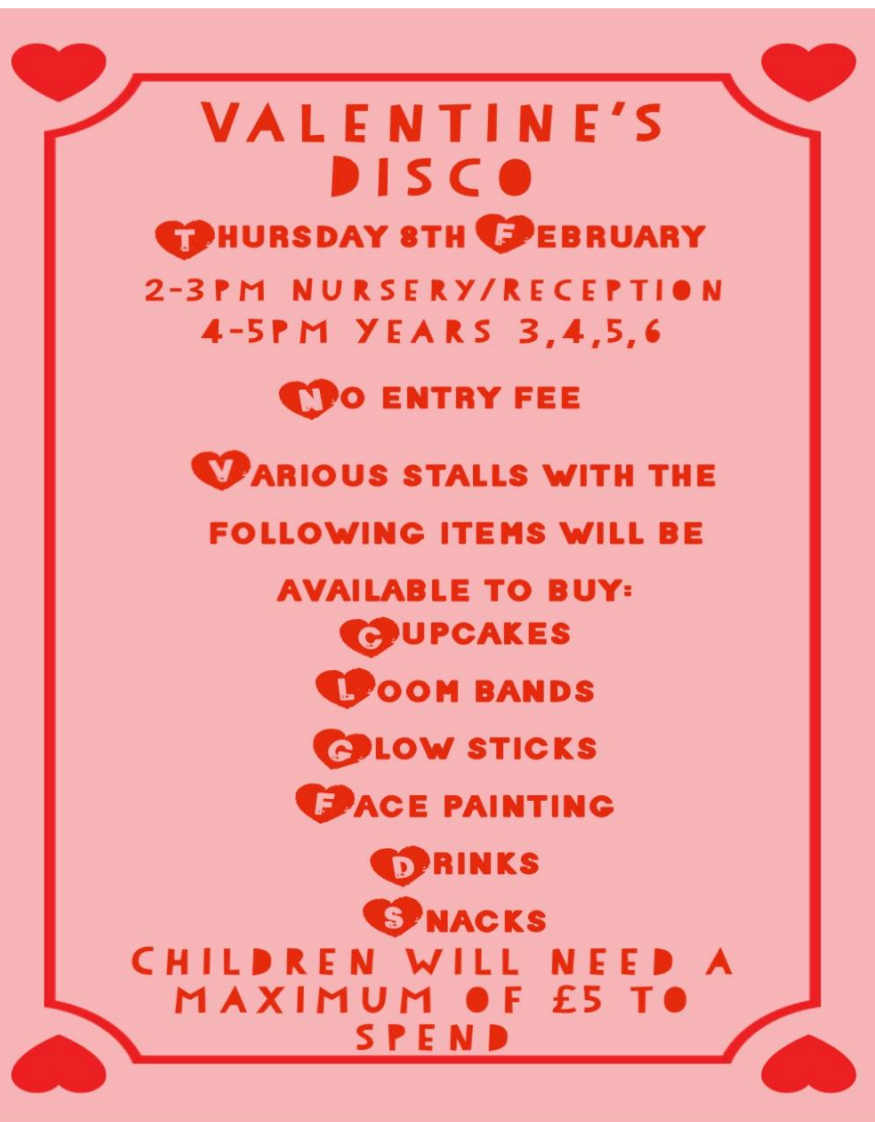 VALENTINE'S
DISCO
THURSDAY 8TH FEBRUARY
2-3PM NURSERY/RECEPTION
4-5PM YEARS 3,4,5,6
NO ENTRY FEE
VARIOUS STALLS WITH THE
FOLLOWING ITEMS WILL BE
AVAILABLE TO BUY:
CUPCAKES
LOOM BANDS
GLOW STICKS
FACE PAINTING
DRINKS
SNACKS
CHILDREN WILL NEED A
MAXIMUM OF £5 TO
SPEND